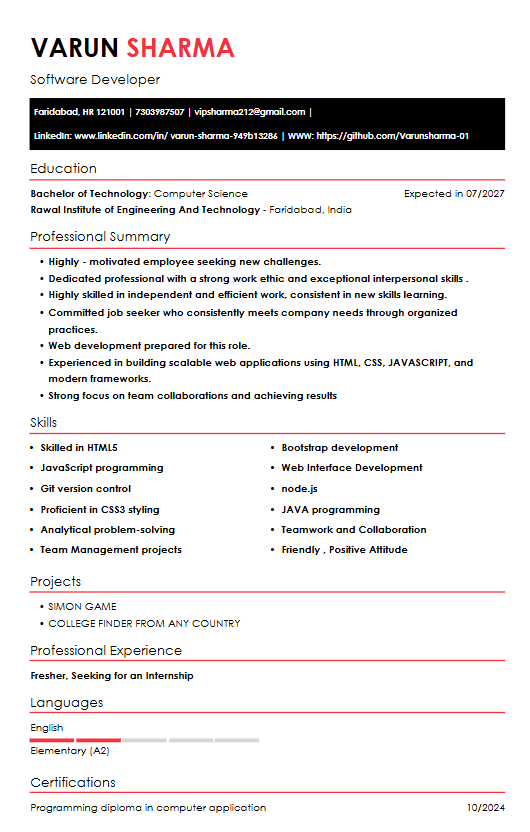 VARUN SHARMA
Software Developer
Faridabad, HR 121001 | 7303987507 | vipsharma212@gmail.com |
LinkedIn: www.linkedin.com/in/ varun-sharma-949b13286 | WWW: https://github.com/Varunsharma-01
Education
Bachelor of Technology: Computer Science Expected in 07/2027
Rawal Institute of Engineering And Technology - Faridabad, India
Professional Summary
• Highly - motivated employee seeking new challenges.
• Dedicated professional with a strong work ethic and exceptional interpersonal skills .
• Highly skilled in independent and efficient work, consistent in new skills learning.
• Committed job seeker who consistently meets company needs through organized
practices.
• Web development prepared for this role.
• Experienced in building scalable web applications using HTML, CSS, JAVASCRIPT, and
modern frameworks.
• Strong focus on team collaborations and achieving results
Skills
• Skilled in HTML5
• JavaScript programming
• Git version control
• Proficient in CSS3 styling
• Analytical problem-solving
• Team Management projects
• Bootstrap development
• Web Interface Development
• node.js
• JAVA programming
• Teamwork and Collaboration
• Friendly , Positive Attitude
Projects
• SIMON GAME
• COLLEGE FINDER FROM ANY COUNTRY
Professional Experience
Fresher, Seeking for an Internship
Languages
English
Elementary (A2)
Certifications
Programming diploma in computer application 10/2024